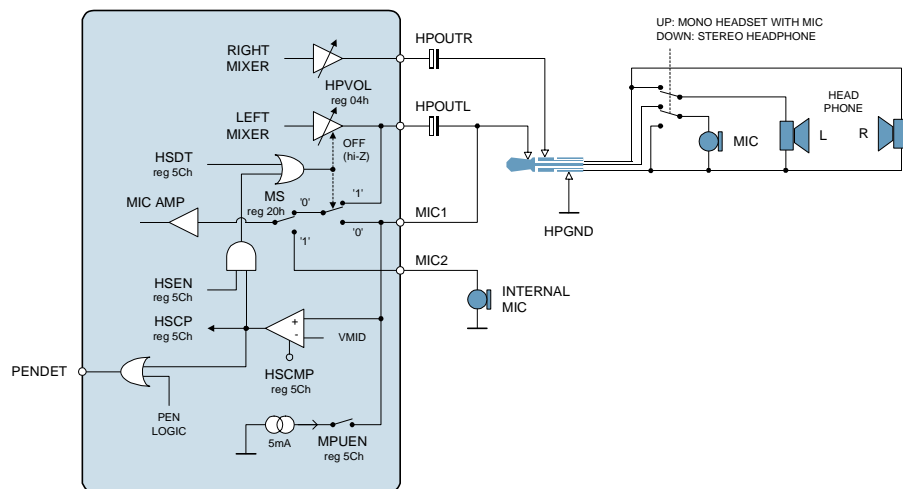 UP: MONO HEADSET WITH MIC
DOWN: STEREO HEADPHONE
HPOUTR
RIGHT
MIXER
HPVOL
reg 04h
HPOUTL
LEFT
MIXER
OFF
(hi-Z)
HEAD
PHONE
L
R
MIC
HSDT
reg 5Ch
MS
reg 20h
'0'
'1'
MIC AMP
'1'
'0'
MIC1
HPGND
MIC2
HSEN
reg 5Ch
INTERNAL
MIC
HSCP
reg 5Ch
+
-
VMID
HSCMP
reg 5Ch
PENDET
PEN
LOGIC
5mA
MPUEN
reg 5Ch